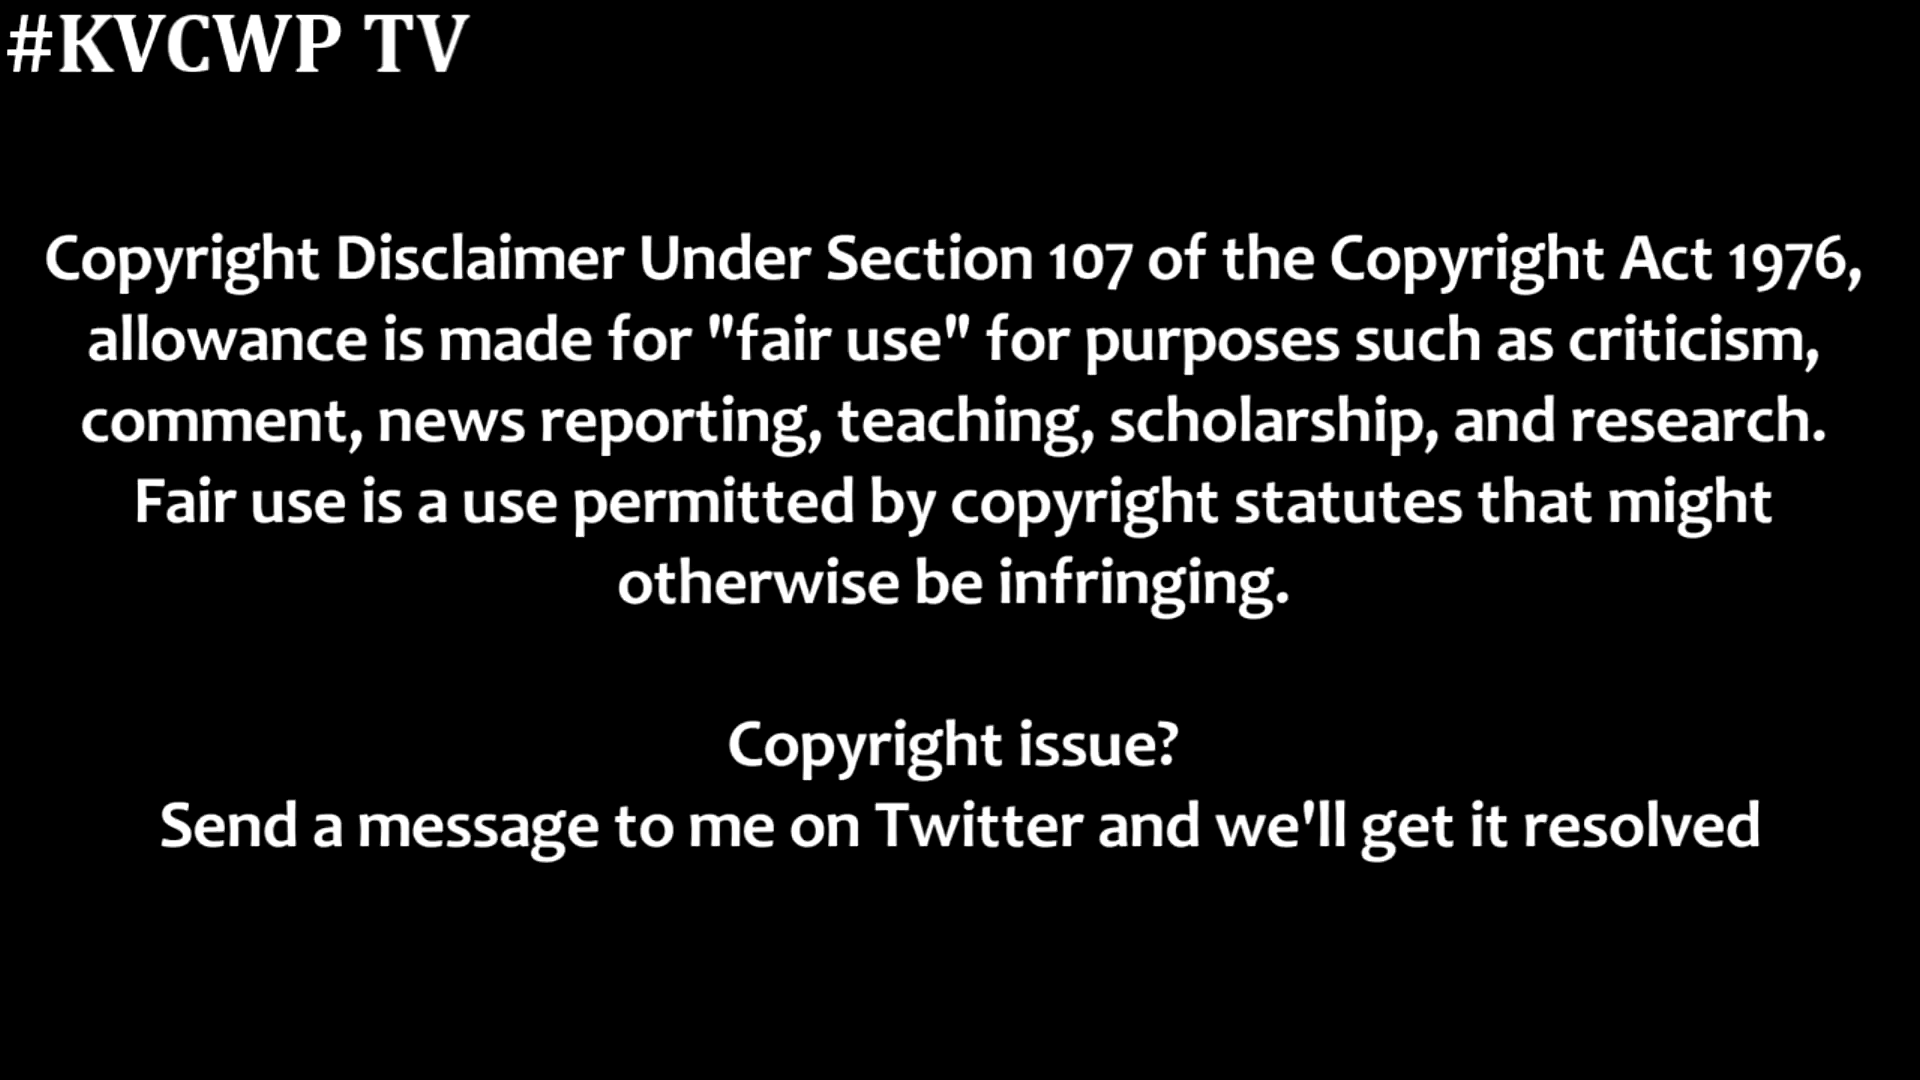 #KVCWP TV
Copyright Disclaimer Under Section 107 of the Copyright Act 1976,
allowance is made for "fair use" for purposes such as criticism,
comment, news reporting, teaching, scholarship, and research.
Fair use is a use permitted by copyright statutes that might
otherwise be infringing.
Copyright issue?
Send a message to me on Twitter and we'll get it resolved